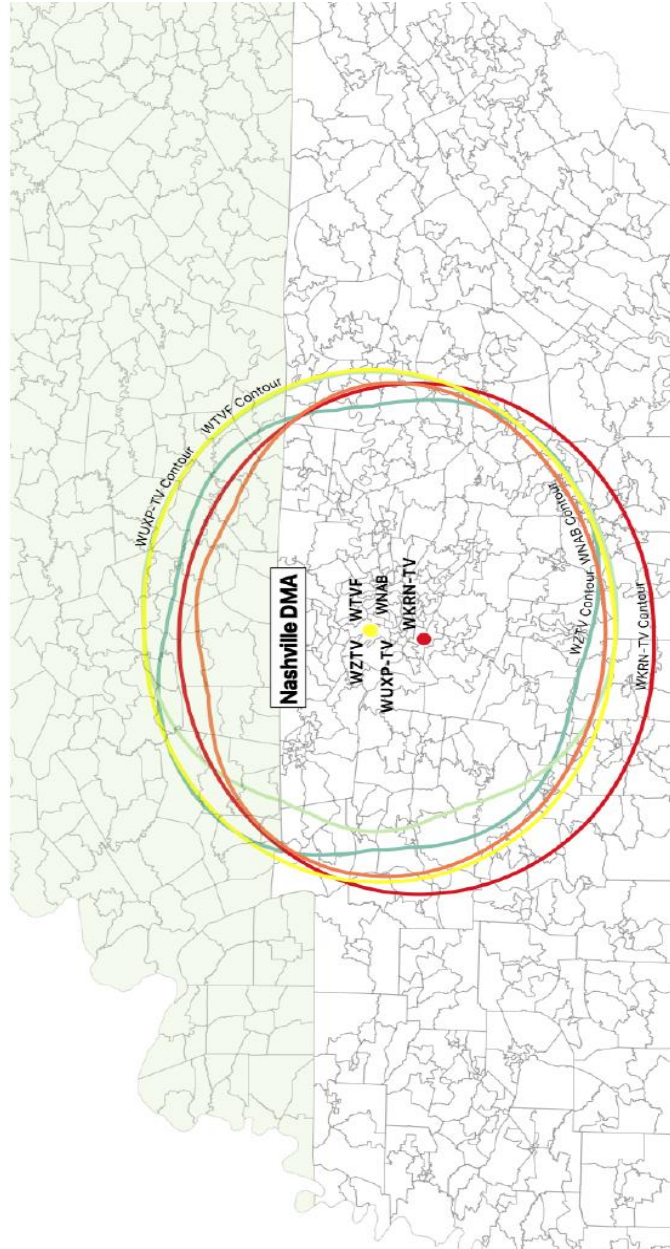 WUXP-TV Contour
WTVF Contour
Nashville DMA
WZTV
WTVF
WUXP-TV
WNAB
WKRN-TV
WZTV Contour
WNAB Contour
WKRN-TV Contour